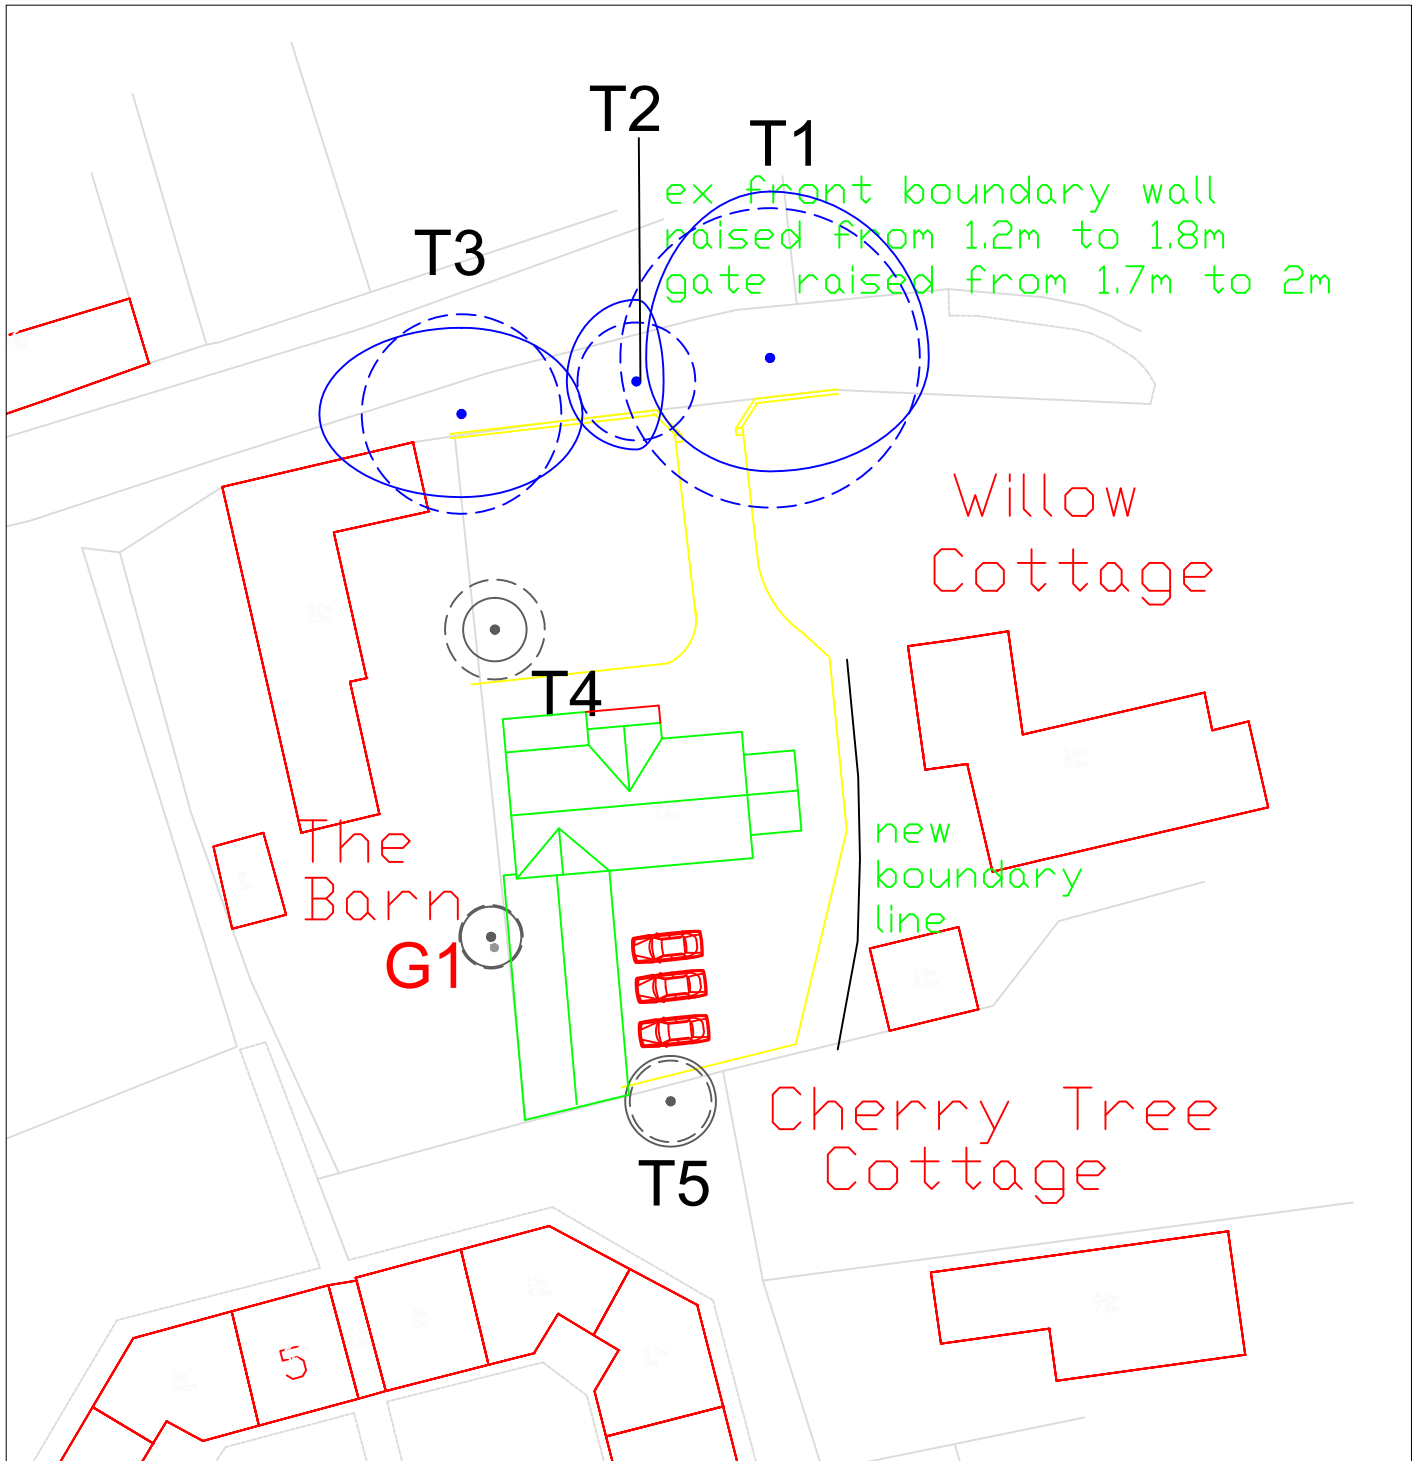 T2
T1
ex front boundary wall
raised from 1.2m to 1.8m
gate raised from 1.7m to 2m
T3
Willow
Cottage
T4
The
Barn
G1
new
boundary
line
Cherry Tree
Cottage
T5
5